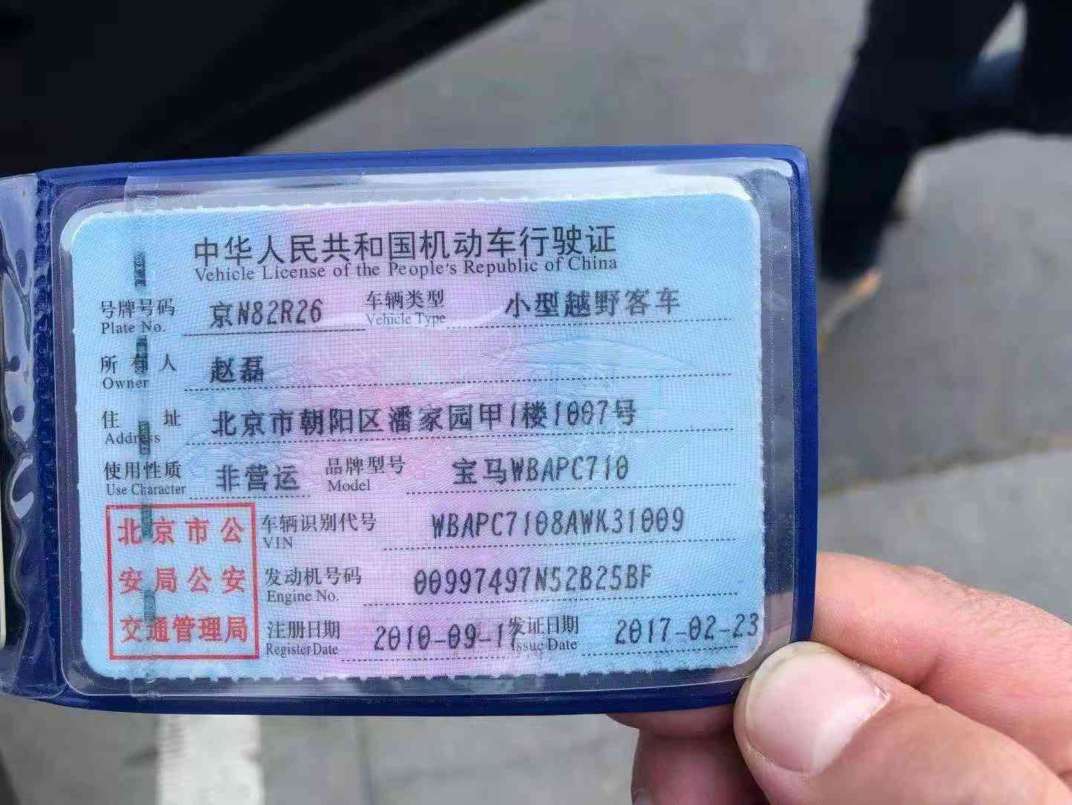 中华人民共和国机动车行驶证
Vehicle License of the People's Republic of China
号牌号码 京N82R26 车辆类型 小型越野客车
Plate No. Vehicle Type
所有人 赵磊
Owner
住址 北京市朝阳区潘家园甲1楼1007号
Address
使用性质 非营运 品牌型号 宝马WBAPC710
Use Character Model
车辆识别代号 WBAPC7108AWK31009
VIN
发动机号码 00997497N52B25BF
Engine No.
注册日期 2010-09-17 发证日期 2017-02-23
Register Date Issue Date
北京市公
安局公安
交通管理局